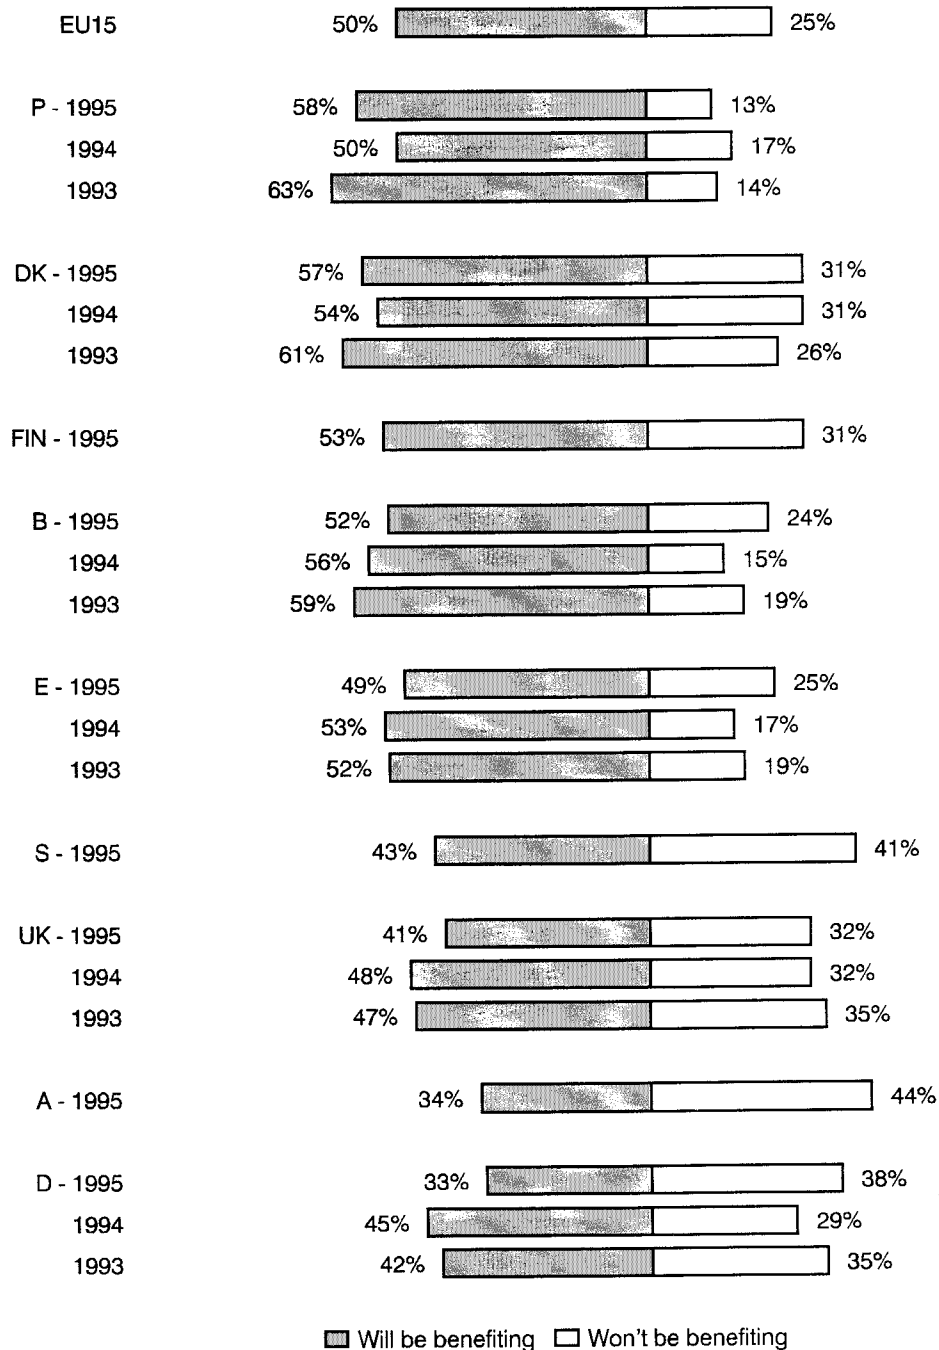 EU15 50% 25%
P - 1995 58% 13%
1994 50% 17%
1993 63% 14%
DK - 1995 57% 31%
1994 54% 31%
1993 61% 26%
FIN - 1995 53% 31%
B - 1995 52% 24%
1994 56% 15%
1993 59% 19%
E - 1995 49% 25%
1994 53% 17%
1993 52% 19%
S - 1995 43% 41%
UK - 1995 41% 32%
1994 48% 32%
1993 47% 35%
A - 1995 34% 44%
D - 1995 33% 38%
1994 45% 29%
1993 42% 35%
Will be benefiting Won't be benefiting